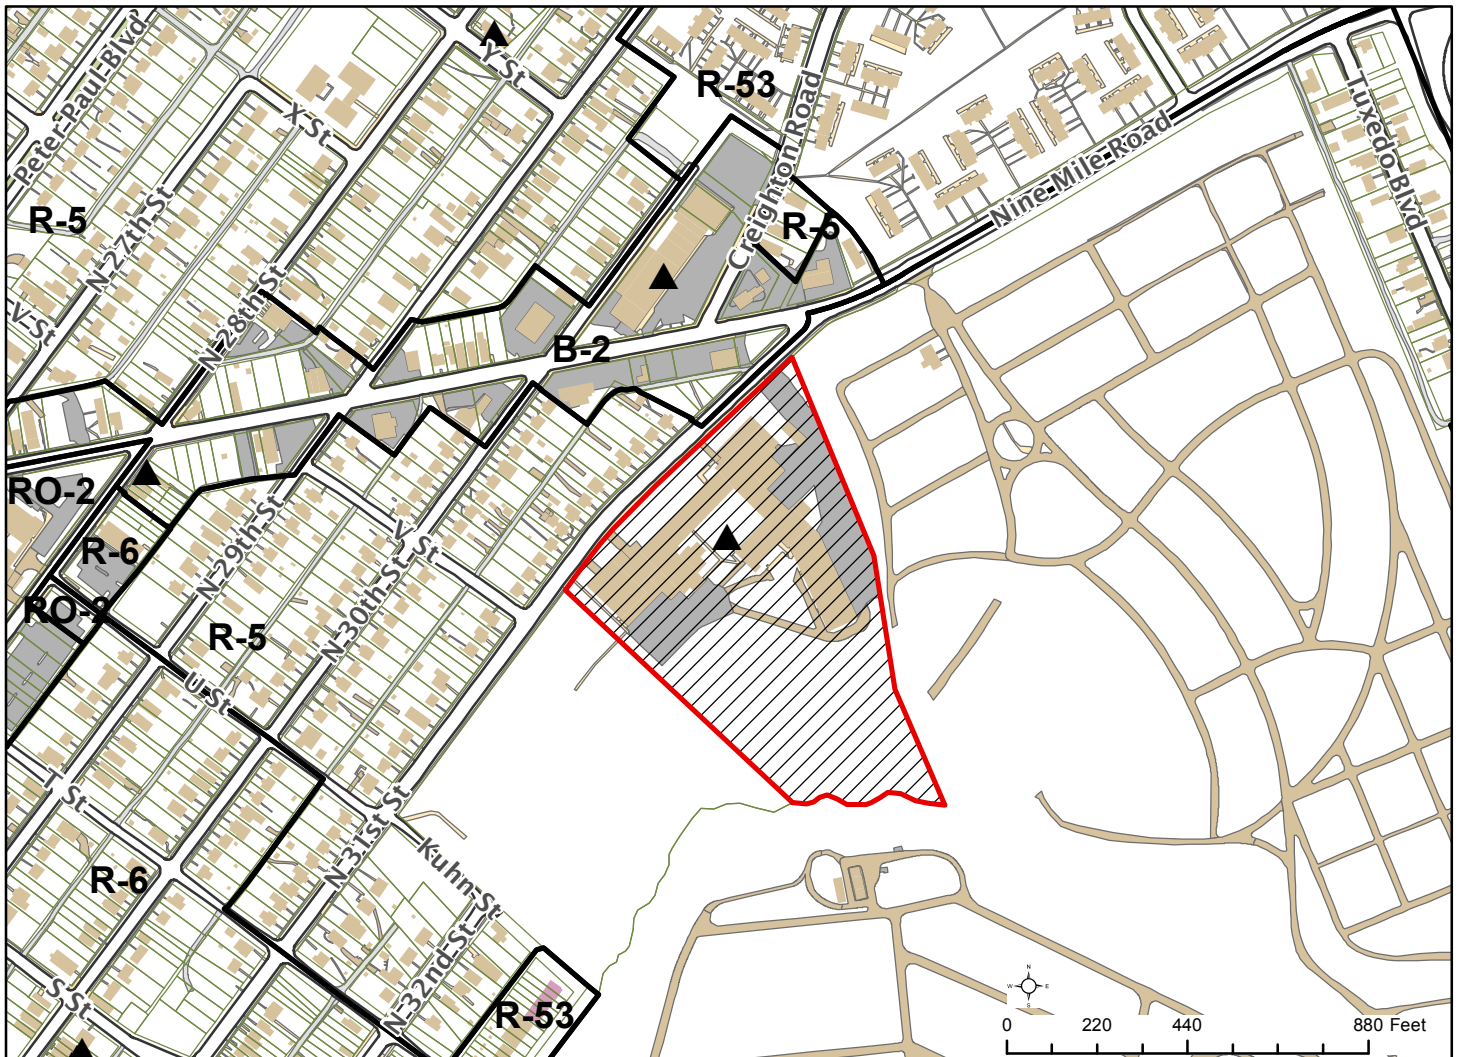 Peter Paul Blvd
Y St
R-53
Creighton Road
Tuxedo Blvd
X St
Nine Mile Road
R-5
N 27th St
R-5
V St
N 28th St
B-2
RO-2
R-6
N 29th St
V St
RO-2
R-5
N 30th St
U St
T St
N 31st St
Kuhn St
R-6
N 32nd St
S St
R-53
N
W E
S
0 220 440 880 Feet